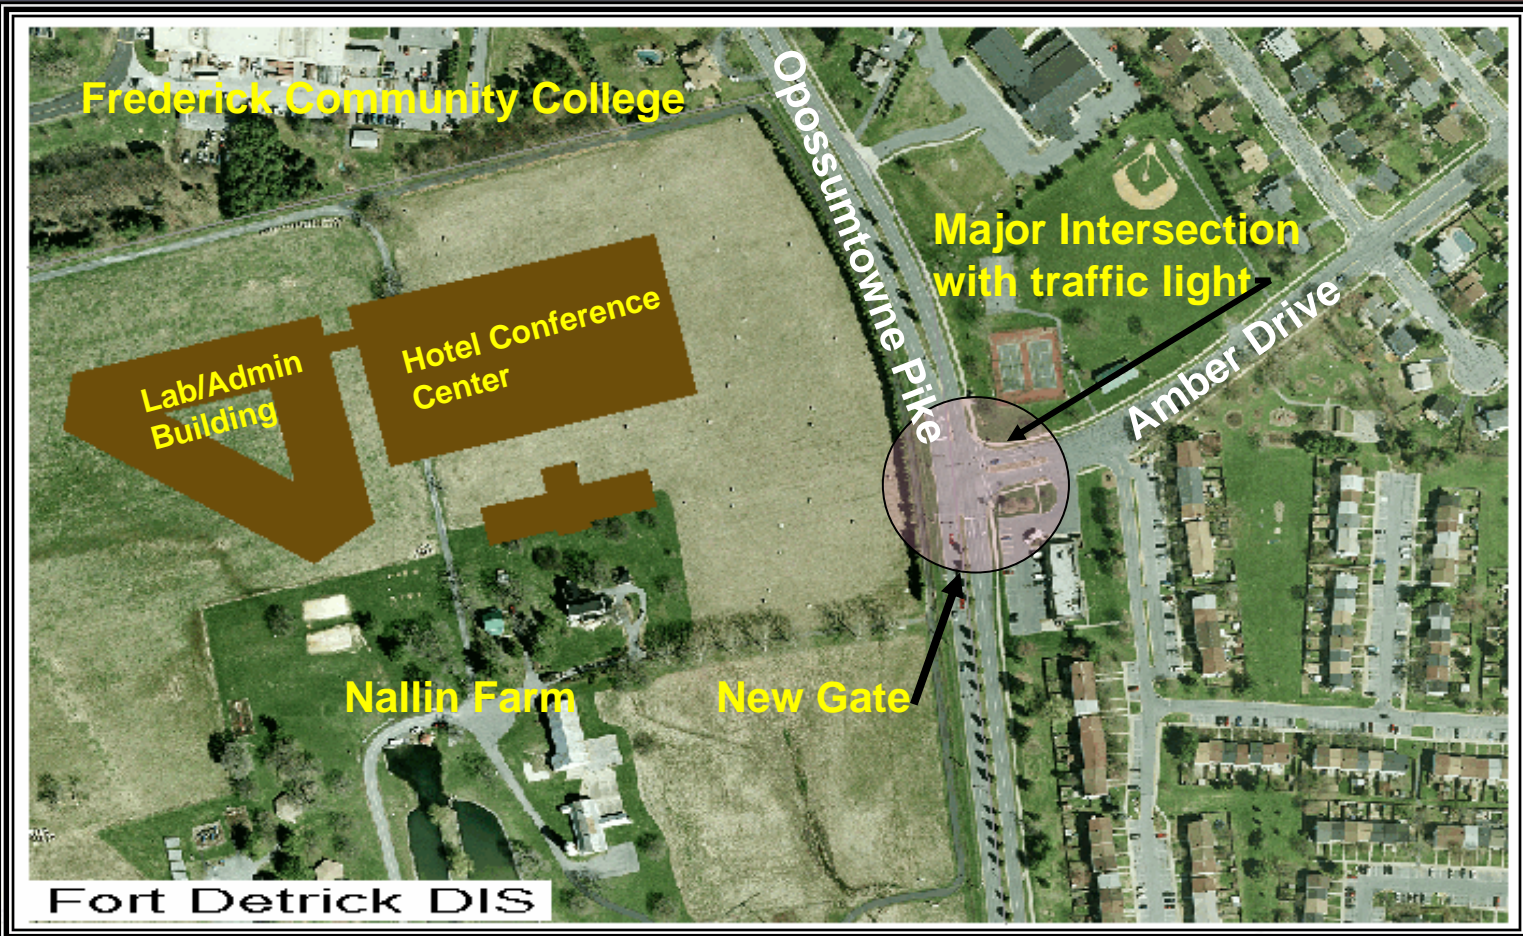 Frederick Community College
Opossumtowne Pike
Major Intersection
with traffic light
Amber Drive
Hotel Conference
Center
Lab/Admin
Building
Nallin Farm
New Gate
Fort Detrick DIS